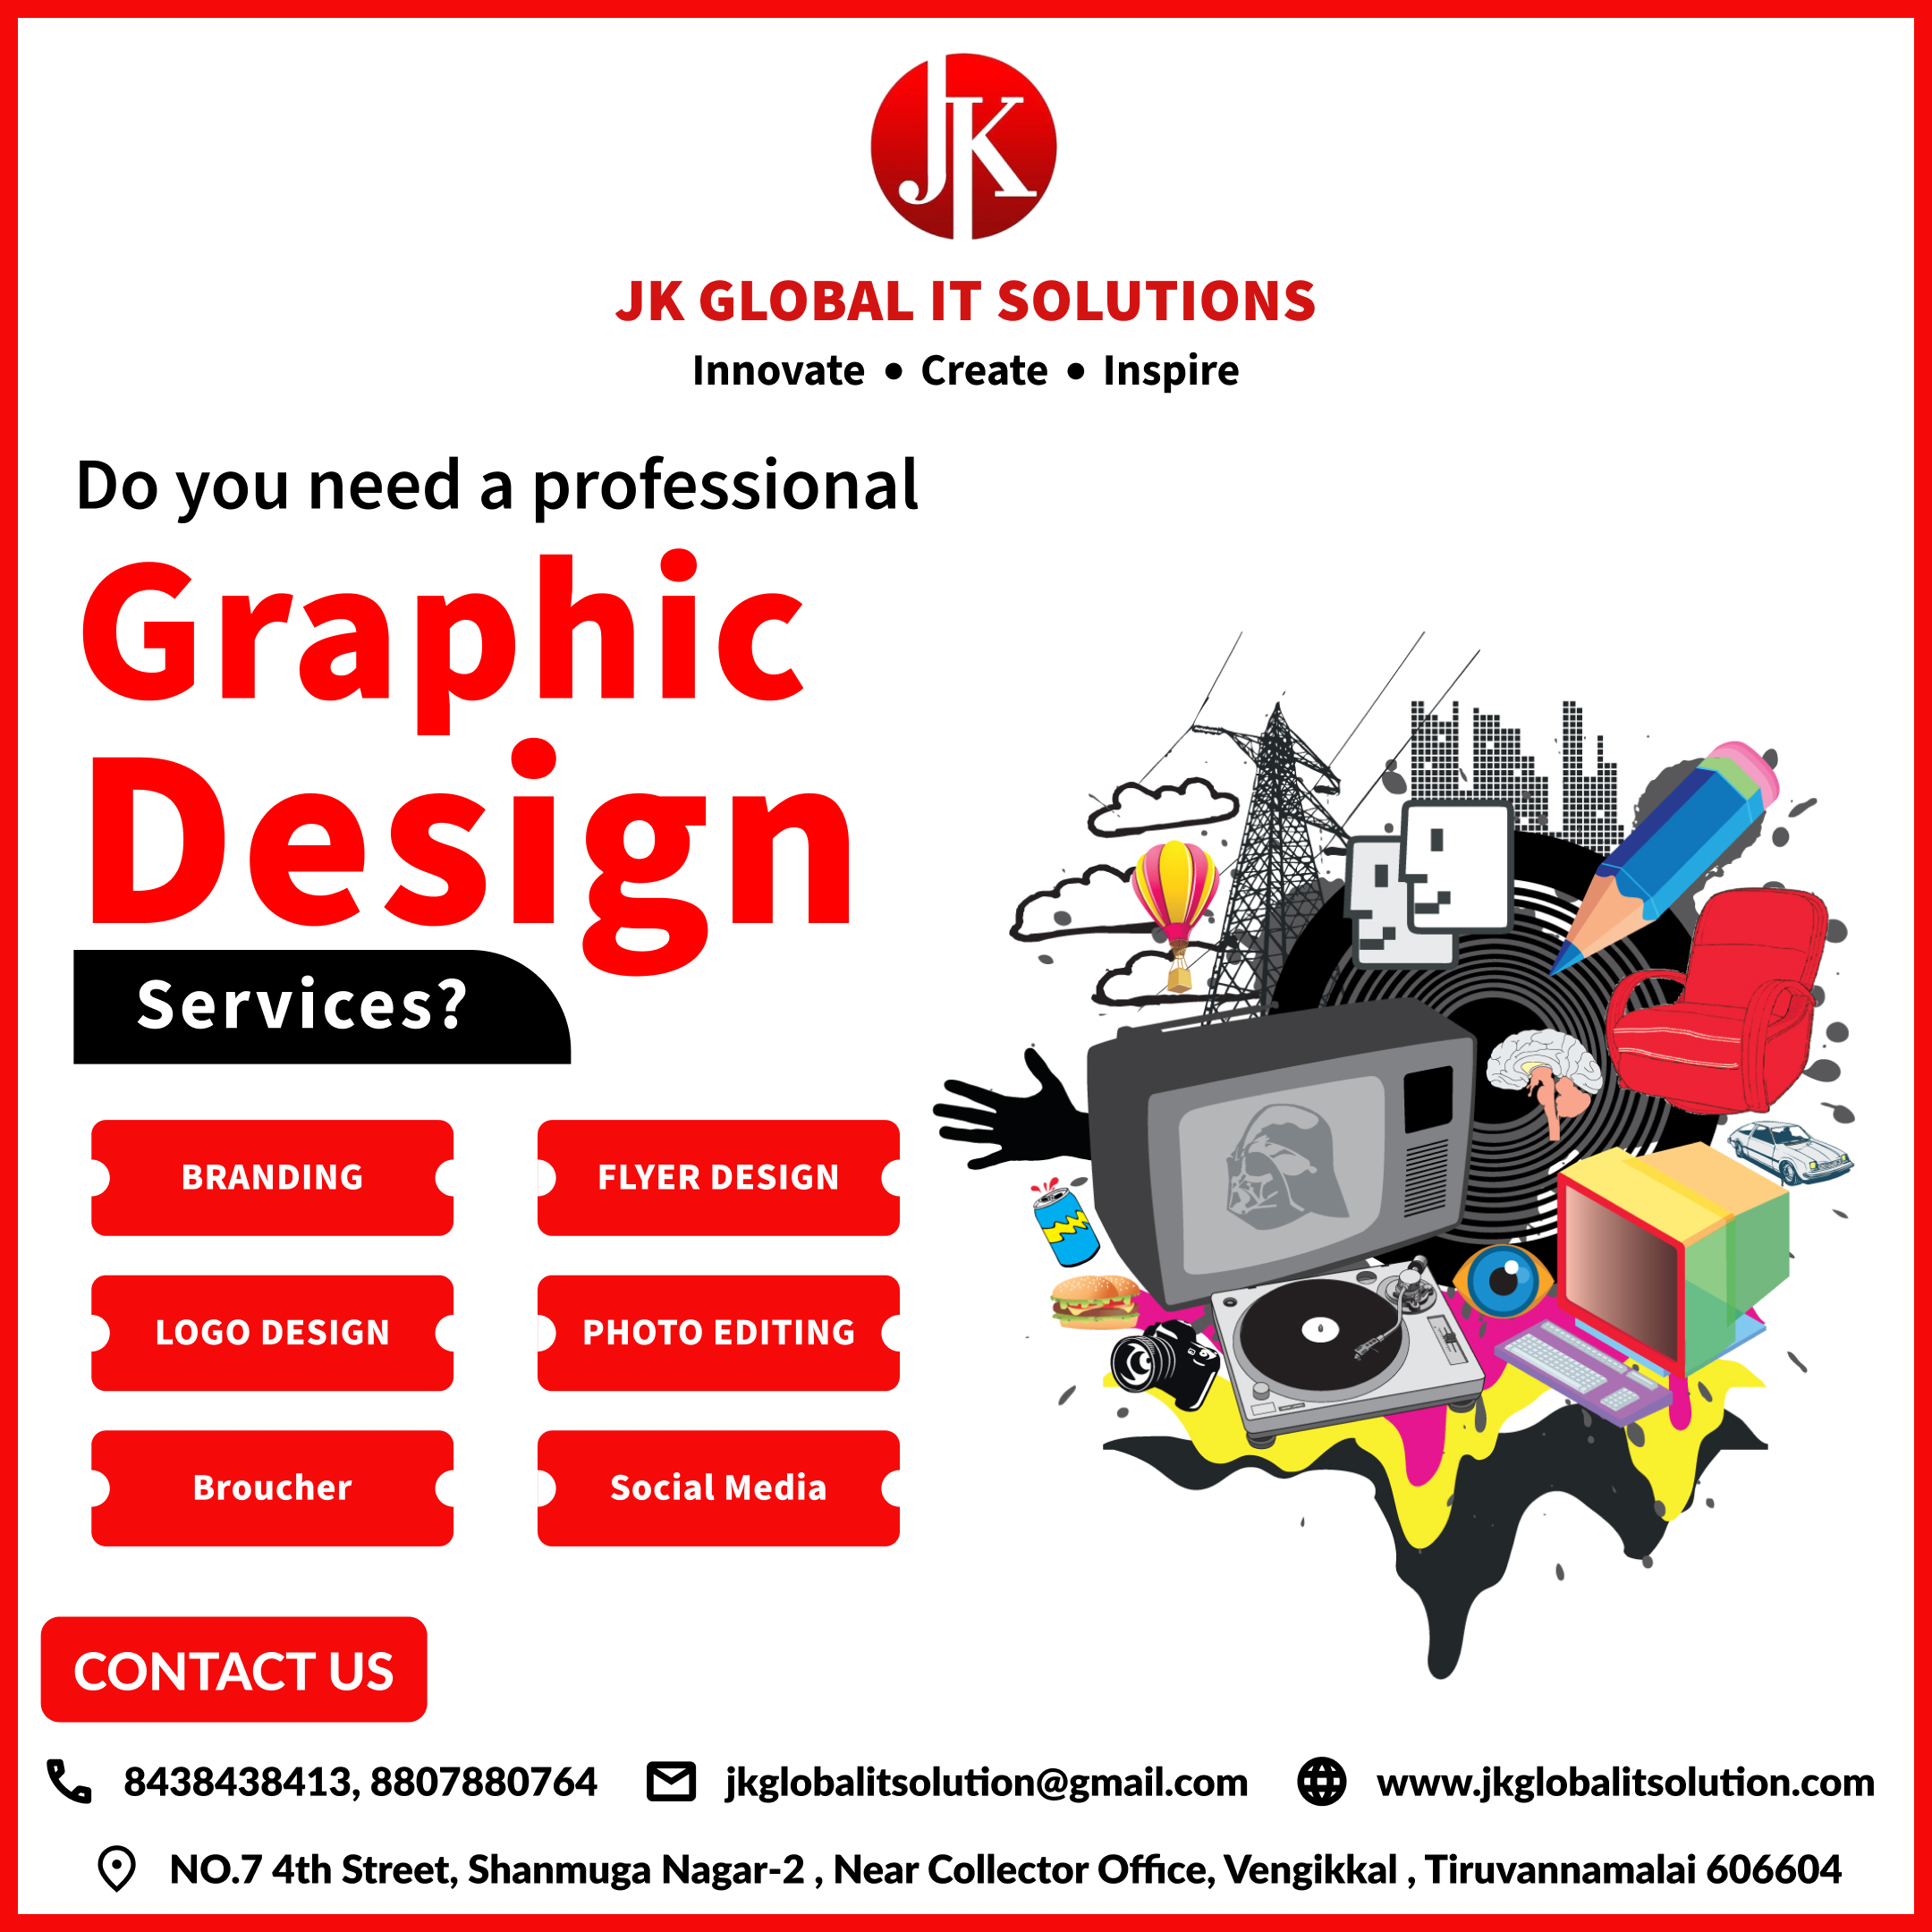 JK
JK GLOBAL IT SOLUTIONS
Innovate • Create • Inspire
Do you need a professional
Graphic
Design
Services?
BRANDING
FLYER DESIGN
LOGO DESIGN
PHOTO EDITING
Broucher
Social Media
CONTACT US
8438438413, 8807880764
jkglobalitsolution@gmail.com
www.jkglobalitsolution.com
NO.7 4th Street, Shanmuga Nagar-2 , Near Collector Office, Vengikkal , Tiruvannamalai 606604